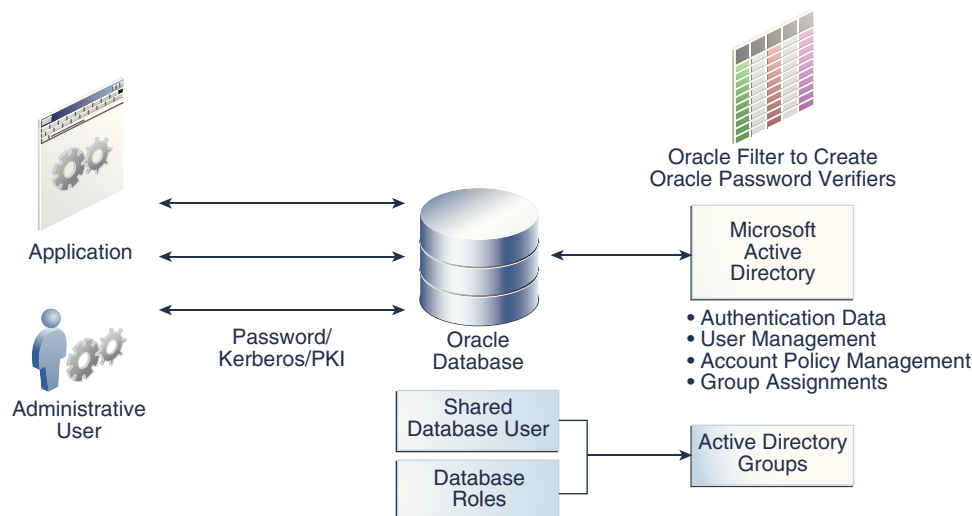 Oracle Filter to Create
Oracle Password Verifiers
Application
Microsoft
Active
Directory
Password/
Kerberos/PKI
Oracle
Database
• Authentication Data
• User Management
• Account Policy Management
• Group Assignments
Administrative
User
Shared
Database User
Database
Roles
Active Directory
Groups